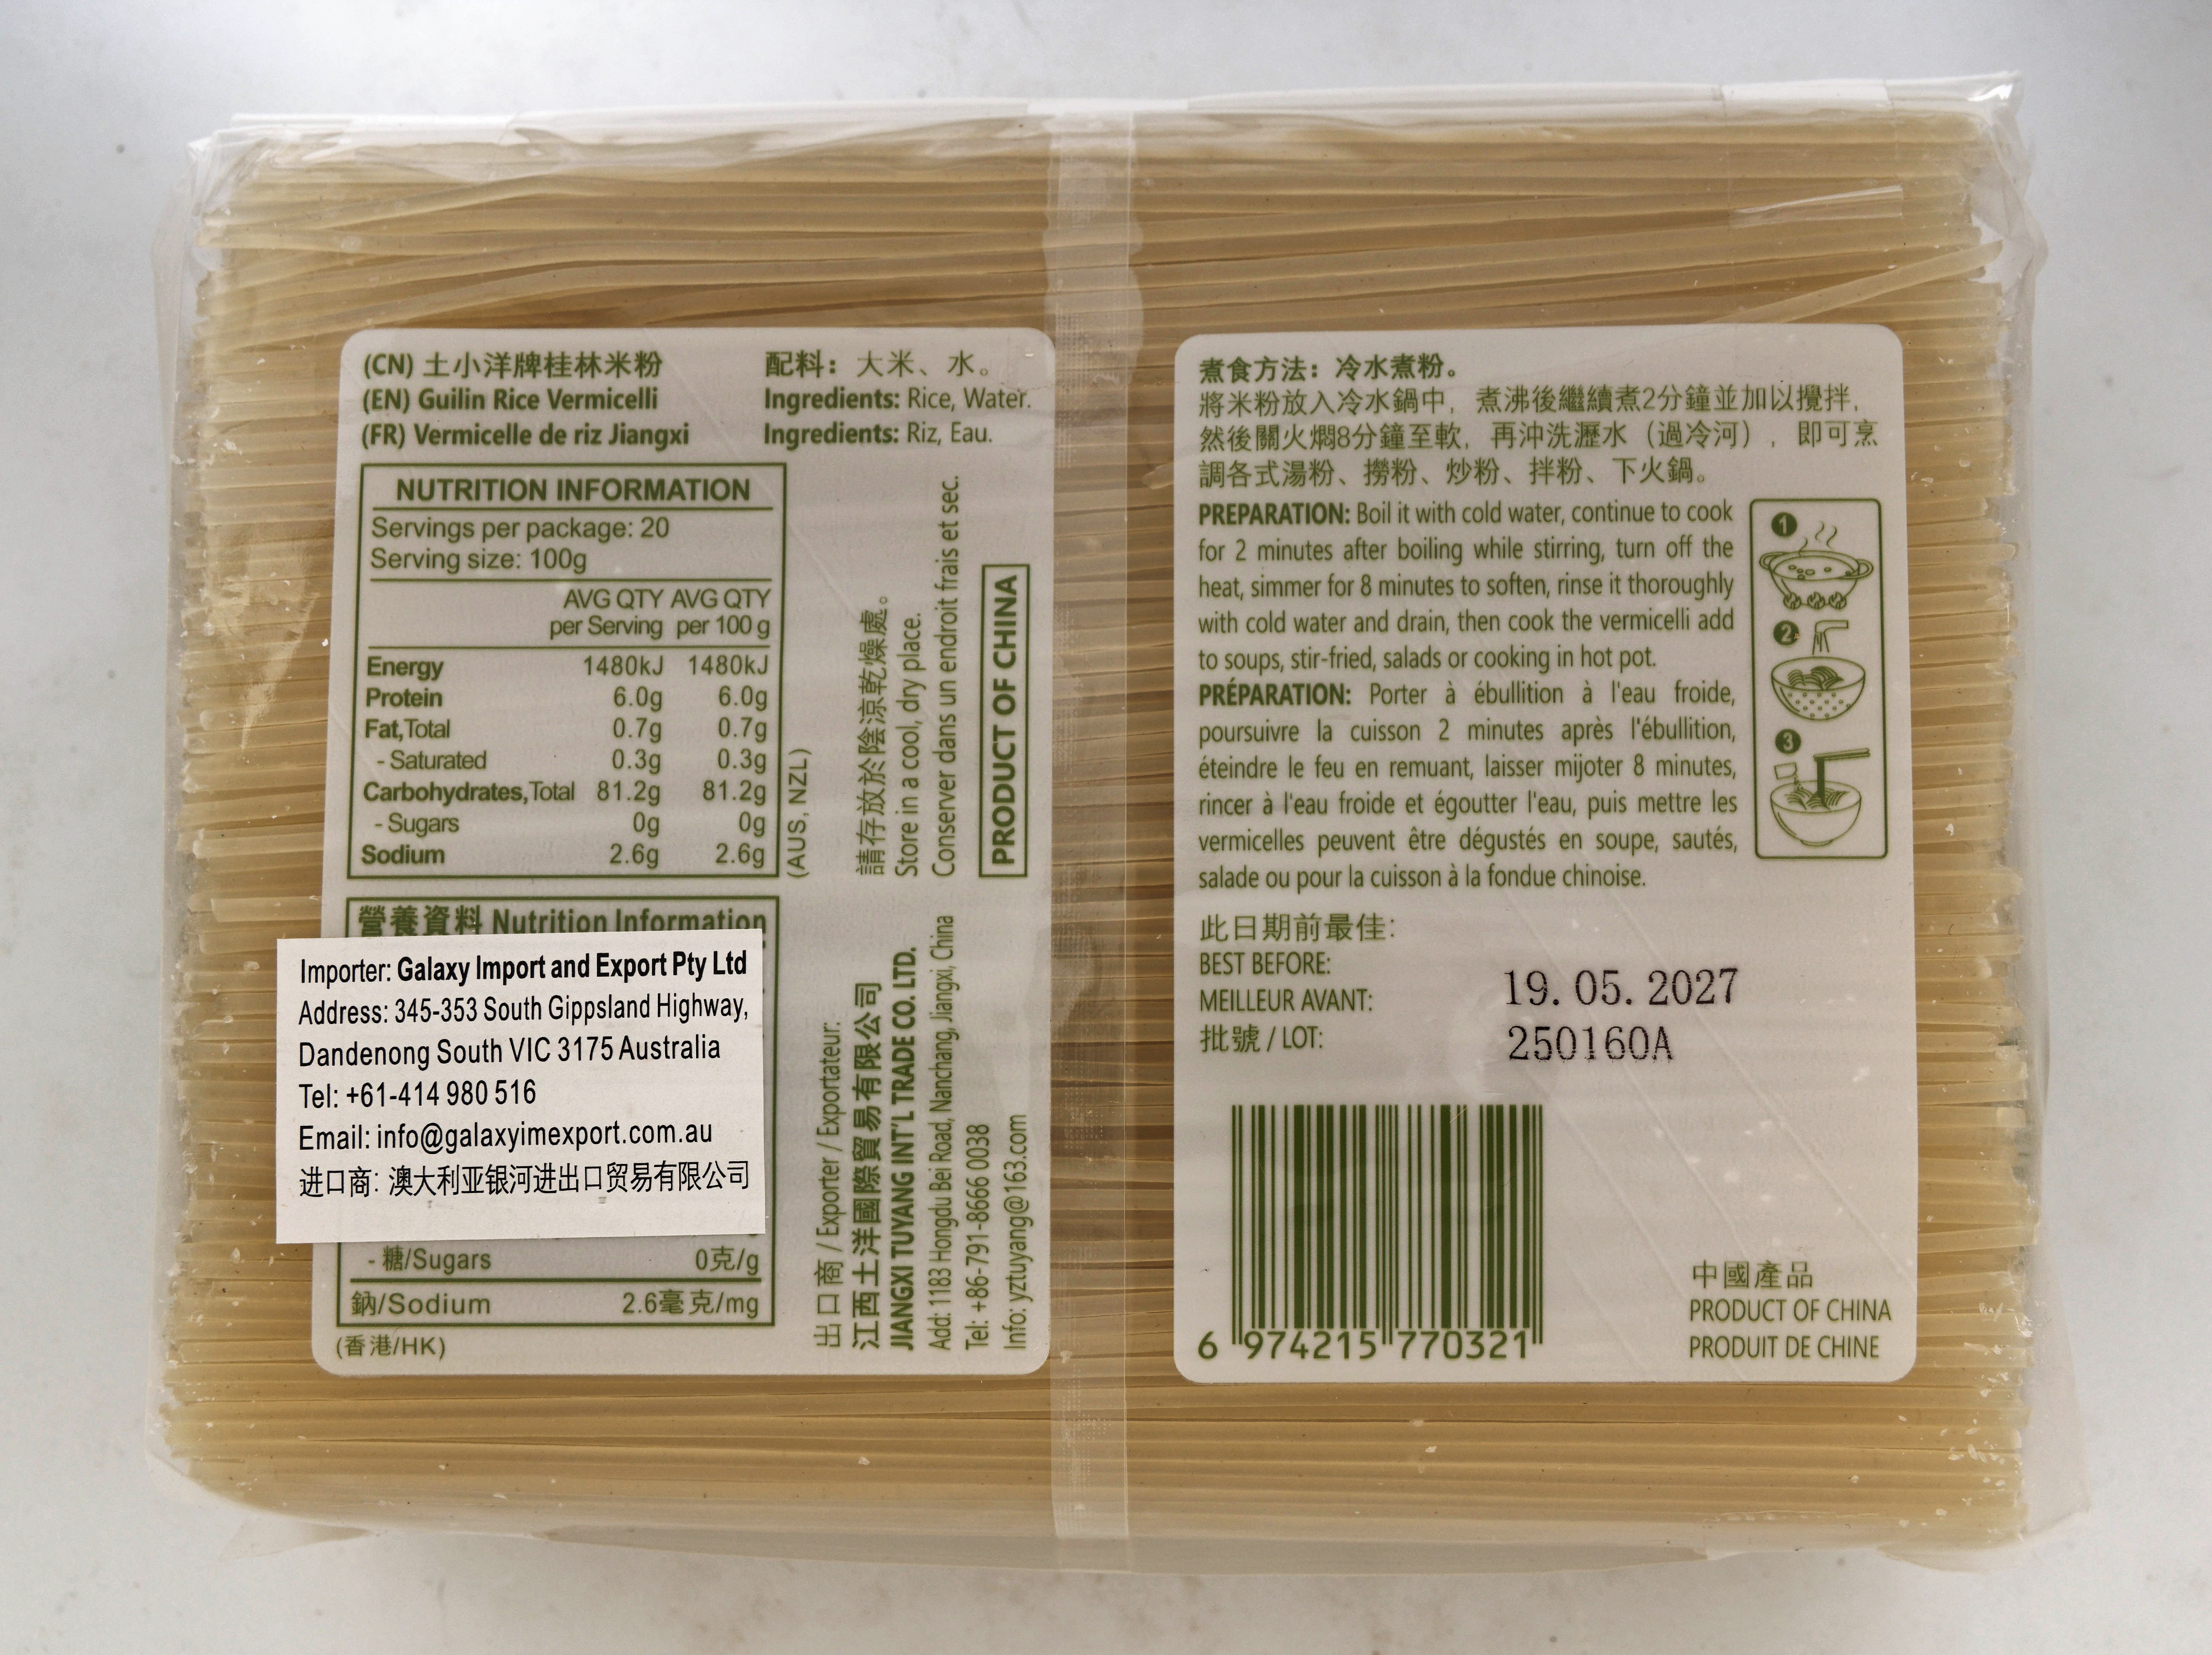 (CN) 土小洋牌桂林米粉
(EN) Guilin Rice Vermicelli
(FR) Vermicelle de riz Jiangxi
配料：大米、水。
Ingredients: Rice, Water.
Ingredients: Riz, Eau.
NUTRITION INFORMATION
Servings per package: 20
Serving size: 100g
AVG QTY AVG QTY
per Serving per 100 g
Energy 1480kJ 1480kJ
Protein 6.0g 6.0g
Fat, Total 0.7g 0.7g
- Saturated 0.3g 0.3g
Carbohydrates, Total 81.2g 81.2g
- Sugars 0g 0g
Sodium 2.6g 2.6g
(AUS, NZL)
請存放於陰涼乾燥處。
Store in a cool, dry place.
Conserver dans un endroit frais et sec.
PRODUCT OF CHINA
營養資料 Nutrition Information
Importer: Galaxy Import and Export Pty Ltd
Address: 345-353 South Gippsland Highway,
Dandenong South VIC 3175 Australia
Tel: +61-414 980 516
Email: info@galaxyimexport.com.au
进口商: 澳大利亚银河进出口贸易有限公司
- 糖/Sugars 0克/g
鈉/Sodium 2.6毫克/mg
(香港/HK)
出口商 / Exporter / Exportateur:
江西土洋國際貿易有限公司
JIANGXI TUYANG INT'L TRADE CO. LTD.
Add: 1183 Hongdu Bei Road, Nanchang, Jiangxi, China
Tel: +86-791-8666 0038
Info: yztuyang@163.com
煮食方法：冷水煮粉。
將米粉放入冷水鍋中，煮沸後繼續煮2分鐘並加以攪拌，
然後關火燜8分鐘至軟，再沖洗瀝水（過冷河），即可烹
調各式湯粉、撈粉、炒粉、拌粉、下火鍋。
PREPARATION: Boil it with cold water, continue to cook
for 2 minutes after boiling while stirring, turn off the
heat, simmer for 8 minutes to soften, rinse it thoroughly
with cold water and drain, then cook the vermicelli add
to soups, stir-fried, salads or cooking in hot pot.
PRÉPARATION: Porter à ébullition à l'eau froide,
poursuivre la cuisson 2 minutes après l'ébullition,
éteindre le feu en remuant, laisser mijoter 8 minutes,
rincer à l'eau froide et égoutter l'eau, puis mettre les
vermicelles peuvent être dégustés en soupe, sautés,
salade ou pour la cuisson à la fondue chinoise.
1
2
3
此日期前最佳:
BEST BEFORE:
MEILLEUR AVANT:
19. 05. 2027
批號 / LOT:
250160A
6 974215 770321
中國產品
PRODUCT OF CHINA
PRODUIT DE CHINE